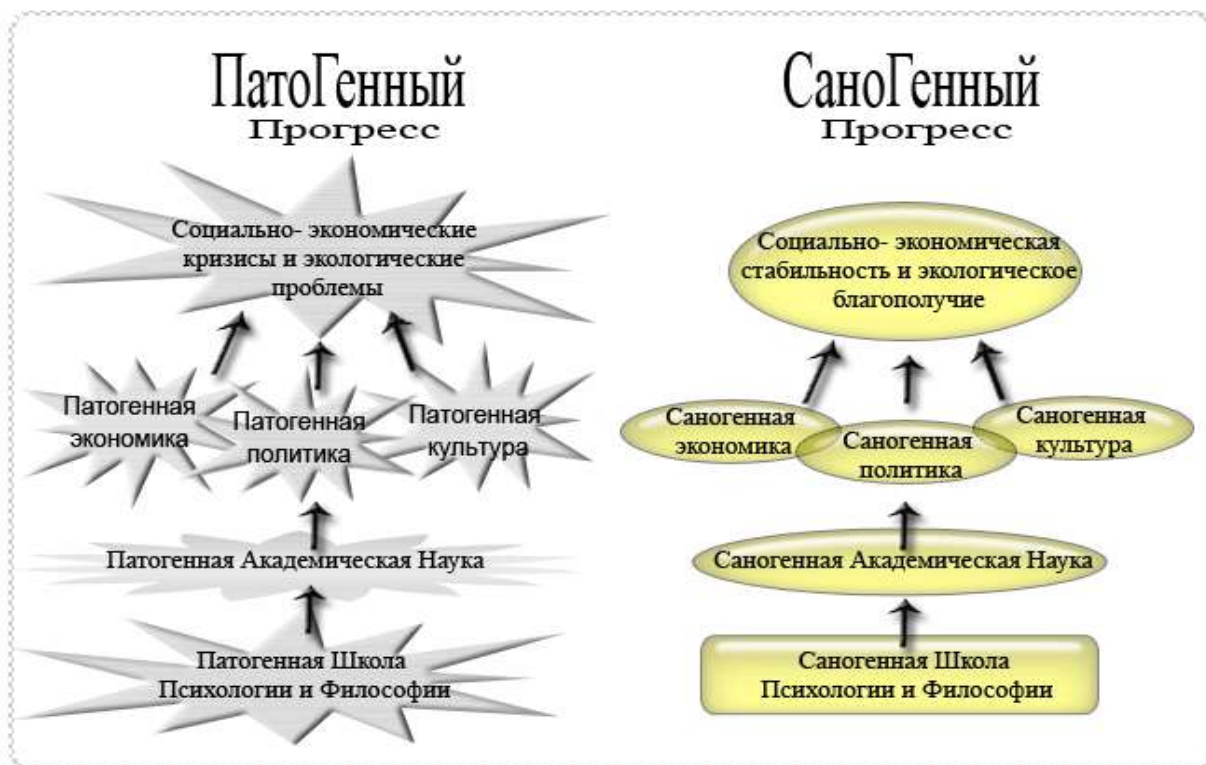 ПатоГенный
Прогресс
Социально- экономические
кризисы и экологические
проблемы
Патогенная
экономика
Патогенная
политика
Патогенная
культура
Патогенная Академическая Наука
Патогенная Школа
Психологии и Философии
СаноГенный
Прогресс
Социально- экономическая
стабильность и экологическое
благополучие
Саногенная
экономика
Саногенная
политика
Саногенная
культура
Саногенная Академическая Наука
Саногенная Школа
Психологии и Философии